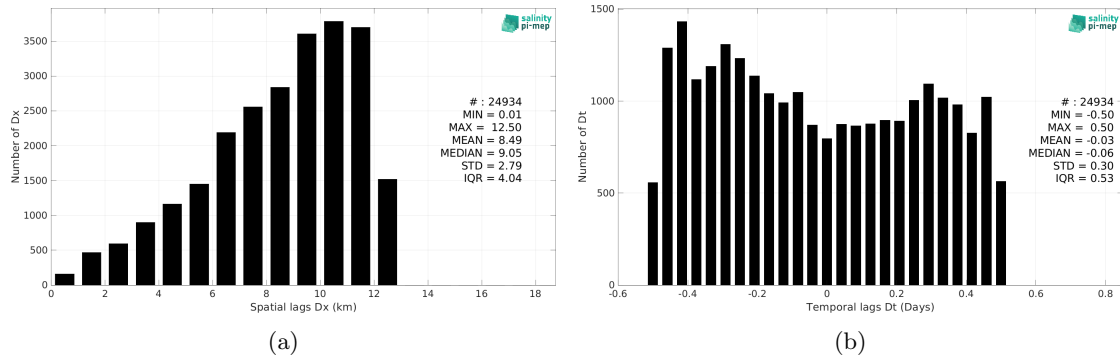 3500
3000
2500
2000
1500
1000
500
0
Number of Dx
0 2 4 6 8 10 12 14 16 18
Spatial lags Dx (km)
salinity
pi-mep
# : 24934
MIN = 0.01
MAX = 12.50
MEAN = 8.49
MEDIAN = 9.05
STD = 2.79
IQR = 4.04
(a)
1500
1000
500
0
Number of Dt
-0.6 -0.4 -0.2 0 0.2 0.4 0.6 0.8
Temporal lags Dt (Days)
salinity
pi-mep
# : 24934
MIN = -0.50
MAX = 0.50
MEAN = -0.03
MEDIAN = -0.06
STD = 0.30
IQR = 0.53
(b)